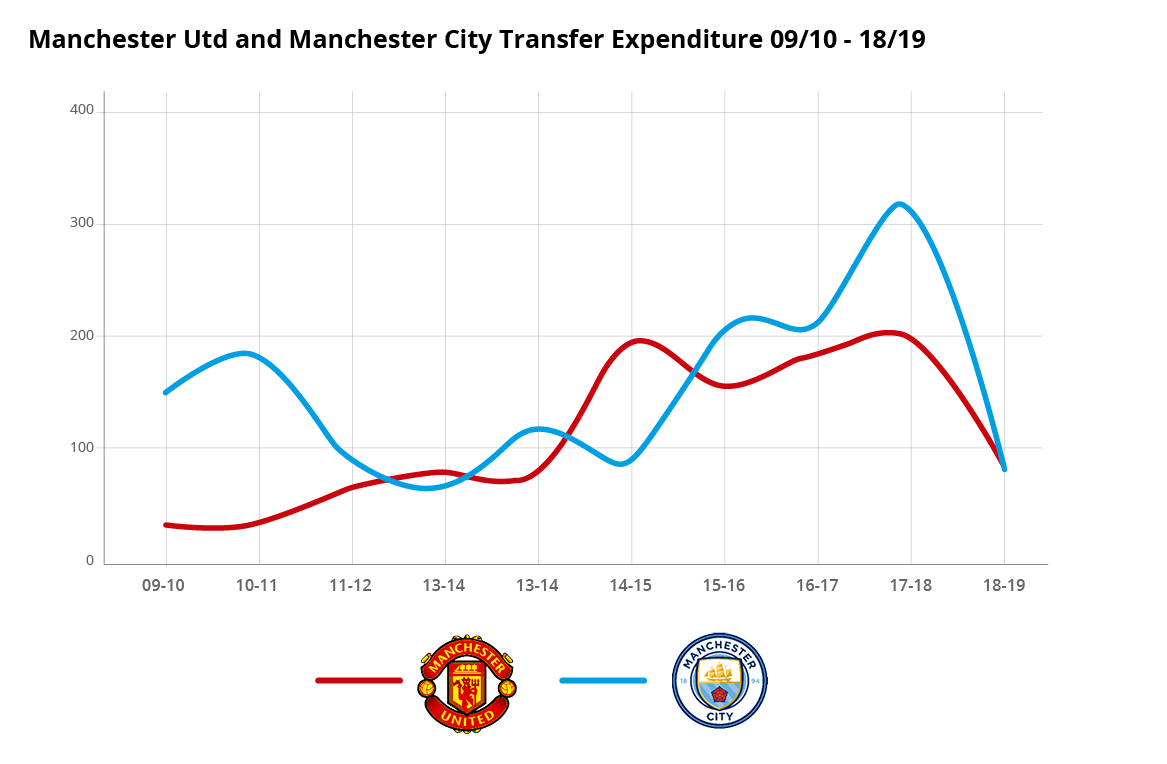 Manchester Utd and Manchester City Transfer Expenditure 09/10 - 18/19
400
300
200
100
0
09-10 10-11 11-12 13-14 13-14 14-15 15-16 16-17 17-18 18-19
MANCHESTER
UNITED
MANCHESTER
18 94
CITY